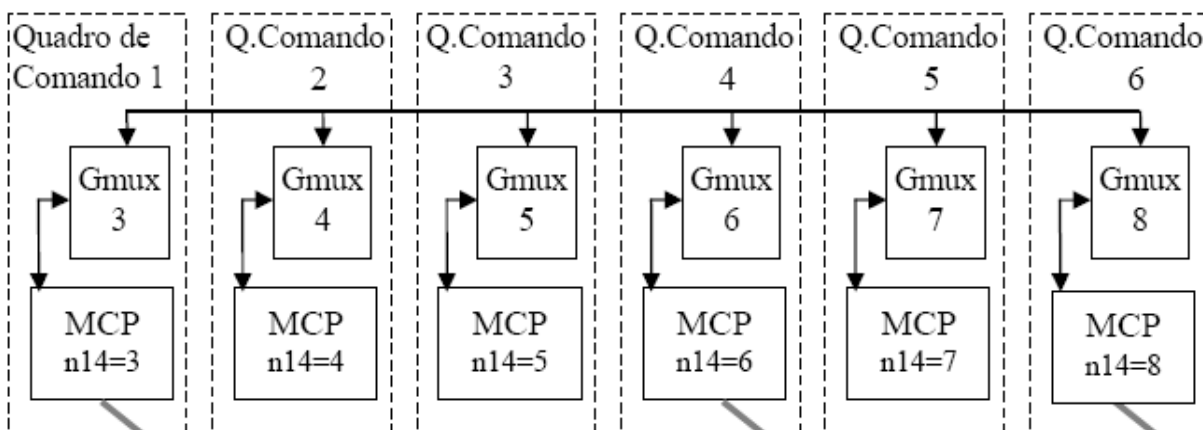 Quadro de
Comando 1
Q.Comando
2
Q.Comando
3
Q.Comando
4
Q.Comando
5
Q.Comando
6
Gmux
3
Gmux
4
Gmux
5
Gmux
6
Gmux
7
Gmux
8
MCP
n14=3
MCP
n14=4
MCP
n14=5
MCP
n14=6
MCP
n14=7
MCP
n14=8